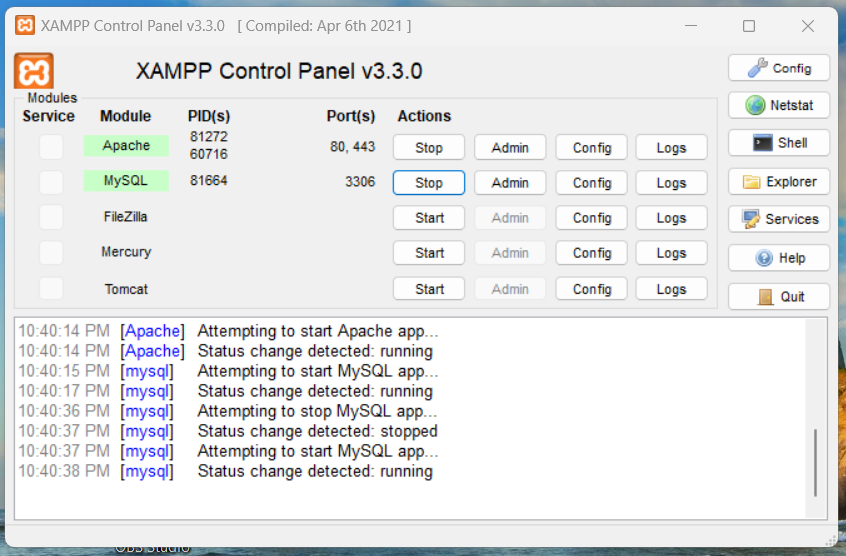 XAMPP Control Panel v3.3.0 [ Compiled: Apr 6th 2021 ]
XAMPP Control Panel v3.3.0
Modules
Service Module PID(s) Port(s) Actions
Apache 81272 60716 80, 443 Stop Admin Config Logs
MySQL 81664 3306 Stop Admin Config Logs
FileZilla Start Admin Config Logs
Mercury Start Admin Config Logs
Tomcat Start Admin Config Logs
Config
Netstat
Shell
Explorer
Services
Help
Quit
10:40:14 PM [Apache] Attempting to start Apache app...
10:40:14 PM [Apache] Status change detected: running
10:40:15 PM [mysql] Attempting to start MySQL app...
10:40:17 PM [mysql] Status change detected: running
10:40:36 PM [mysql] Attempting to stop MySQL app...
10:40:37 PM [mysql] Status change detected: stopped
10:40:37 PM [mysql] Attempting to start MySQL app...
10:40:38 PM [mysql] Status change detected: running
OBS Studio